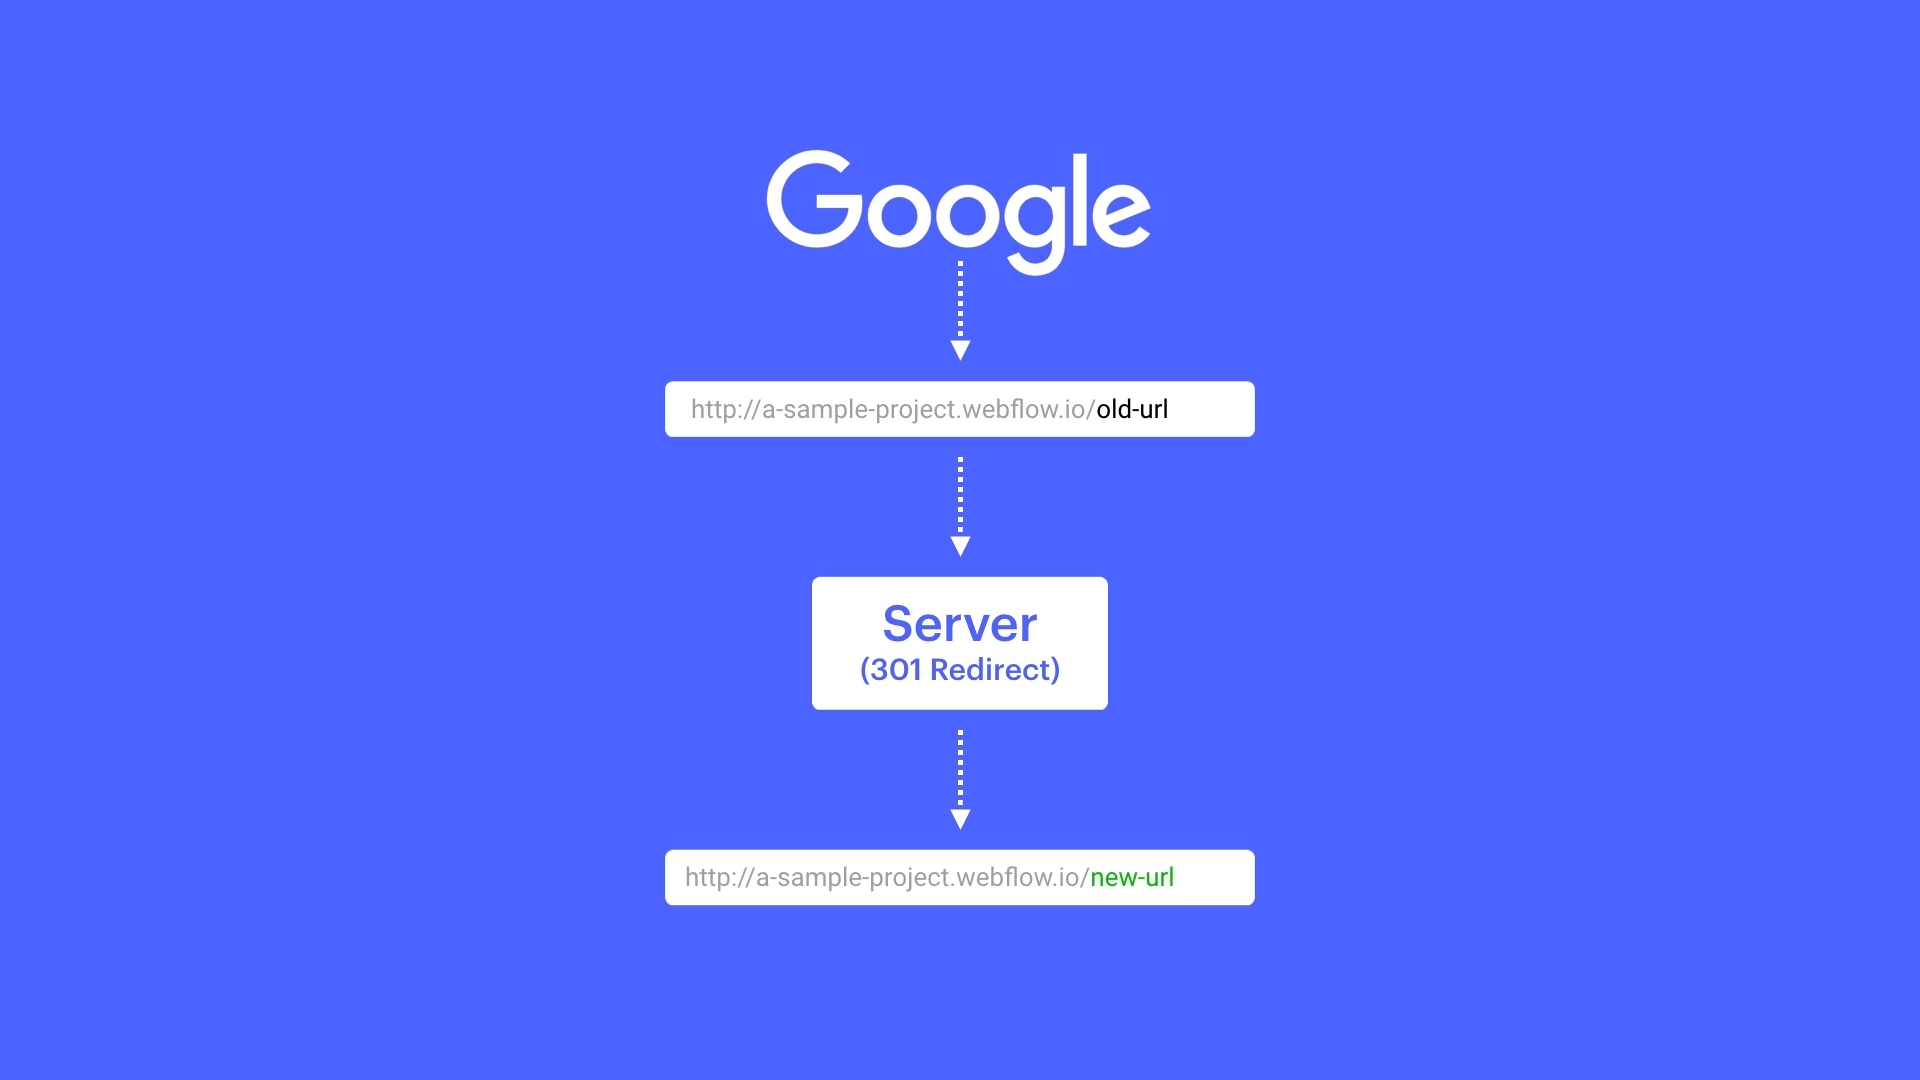 Google
http://a-sample-project.webflow.io/old-url
Server
(301 Redirect)
http://a-sample-project.webflow.io/new-url